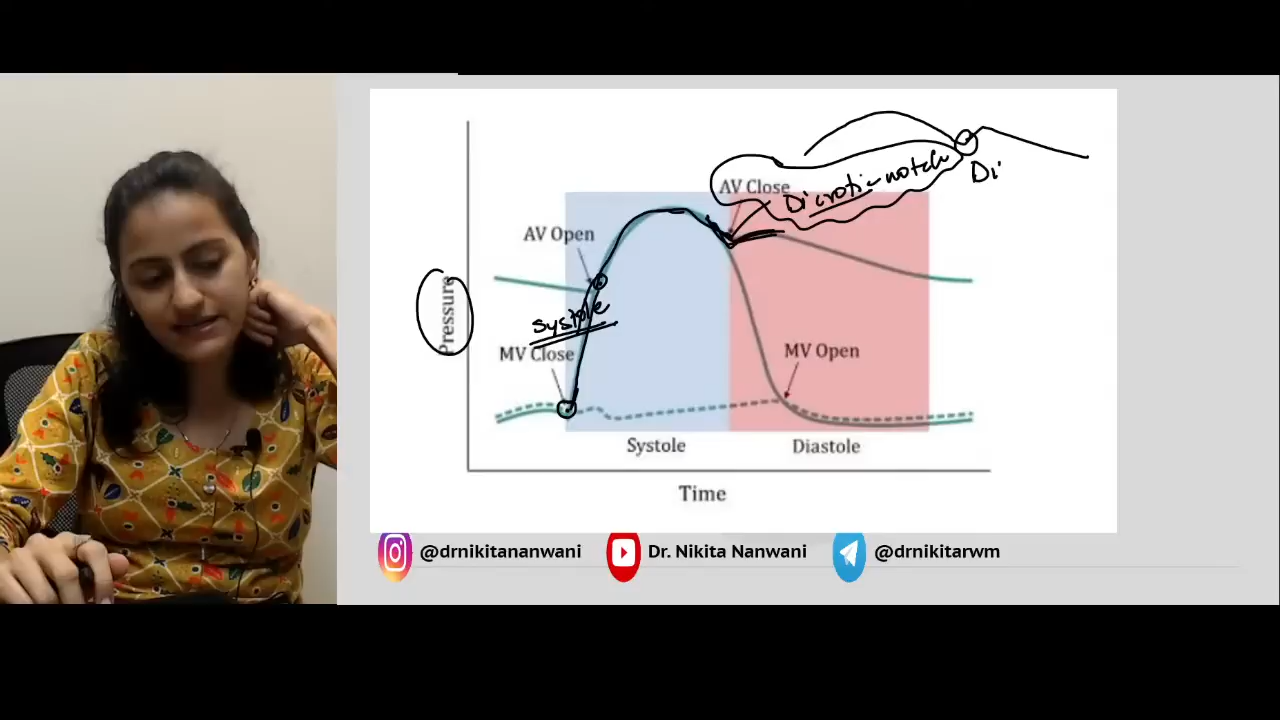 AV Close
Dicrotic notch
Di
AV Open
Pressure
systole
MV Close
MV Open
Systole
Diastole
Time
@drnikitananwani
Dr. Nikita Nanwani
@drnikitarwm